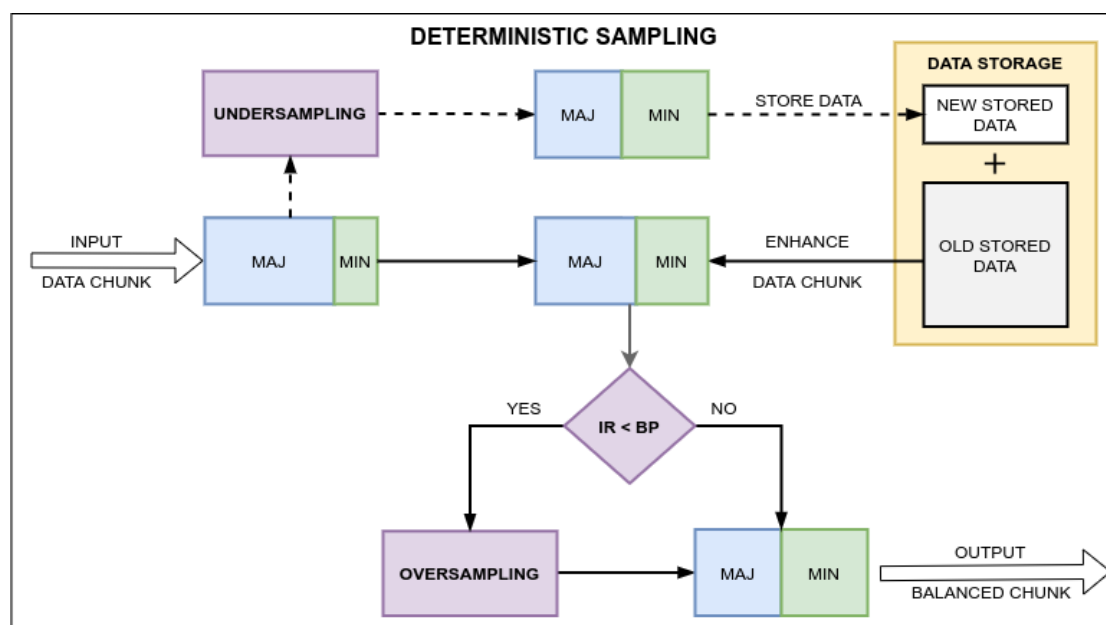 DETERMINISTIC SAMPLING
DATA STORAGE
UNDERSAMPLING
MAJ
MIN
STORE DATA
NEW STORED
DATA
+
INPUT
DATA CHUNK
MAJ
MIN
MAJ
MIN
ENHANCE
DATA CHUNK
OLD STORED
DATA
YES
IR < BP
NO
OVERSAMPLING
MAJ
MIN
OUTPUT
BALANCED CHUNK